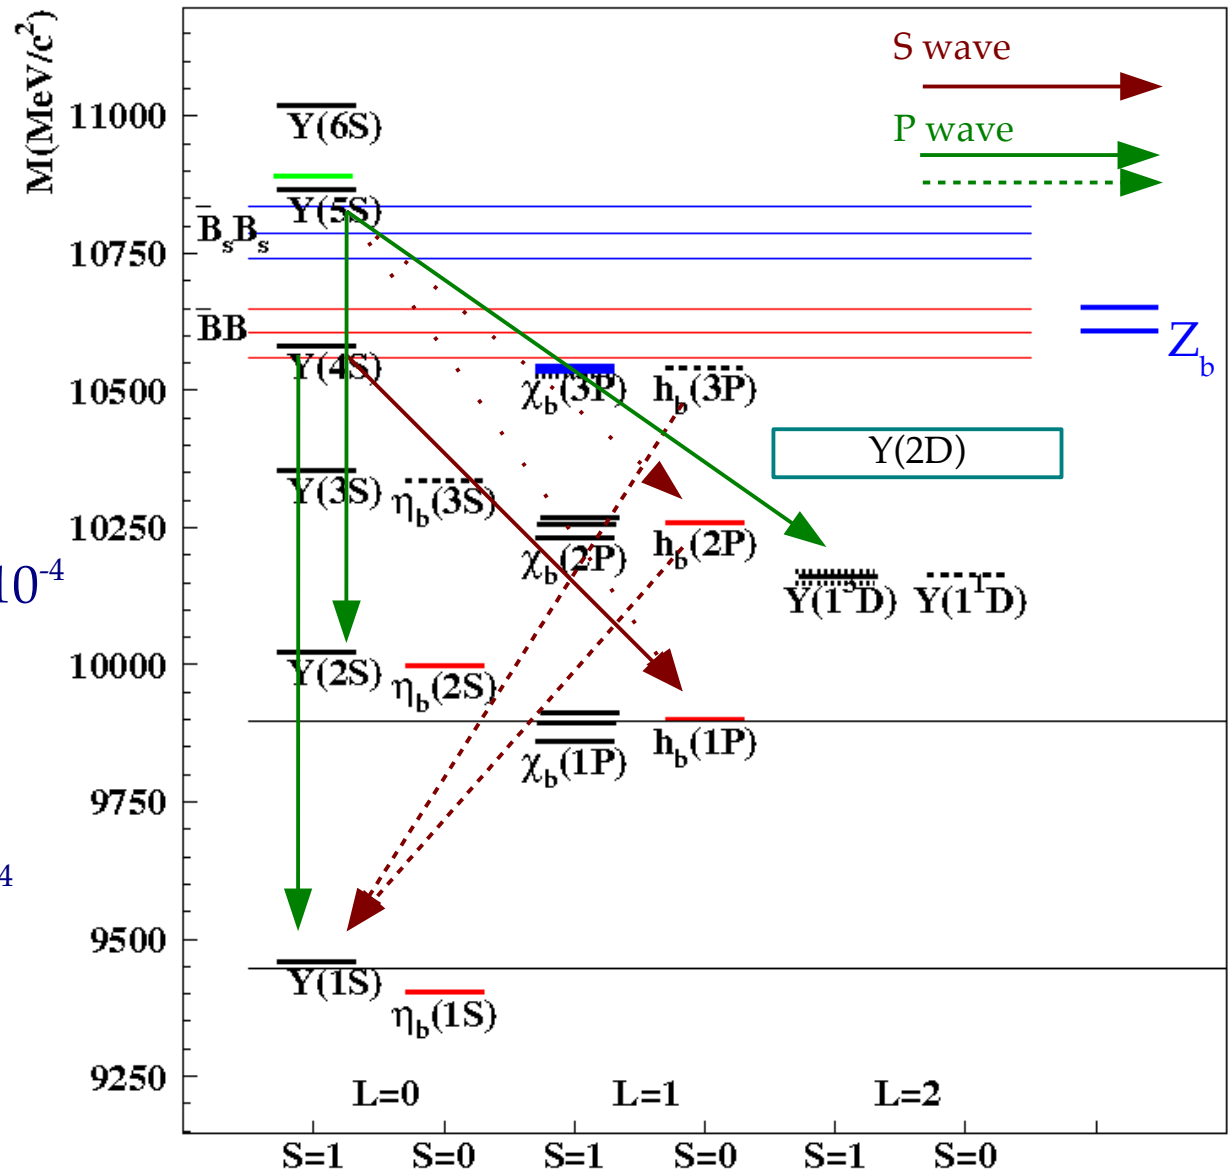 M(MeV/c²)
S wave
P wave
11000
10750
10500
10250
10000
9750
9500
9250
Υ(6S)
Υ(5S)
B̅sBs
B̅B
Υ(4S)
Zb
χb(3P) hb(3P)
Υ(2D)
Υ(3S) ηb(3S)
χb(2P) hb(2P)
10⁻⁴
Υ(1³D) Υ(1¹D)
Υ(2S) ηb(2S)
χb(1P) hb(1P)
4
Υ(1S) ηb(1S)
L=0 L=1 L=2
S=1 S=0 S=1 S=0 S=1 S=0